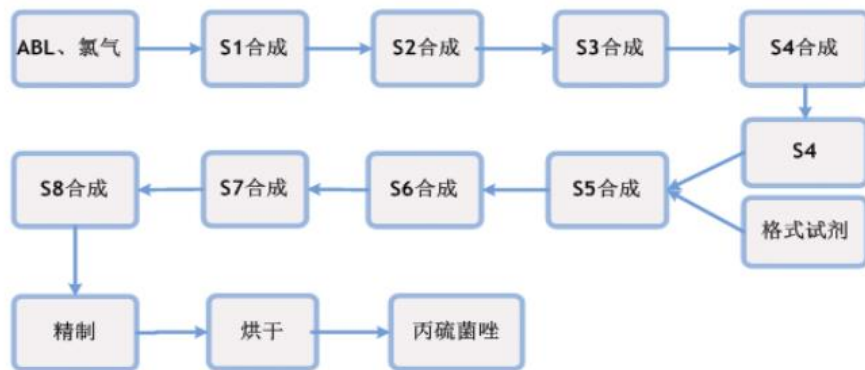 ABL、氯气
S1合成
S2合成
S3合成
S4合成
S4
S8合成
S7合成
S6合成
S5合成
格式试剂
精制
烘干
丙硫菌唑